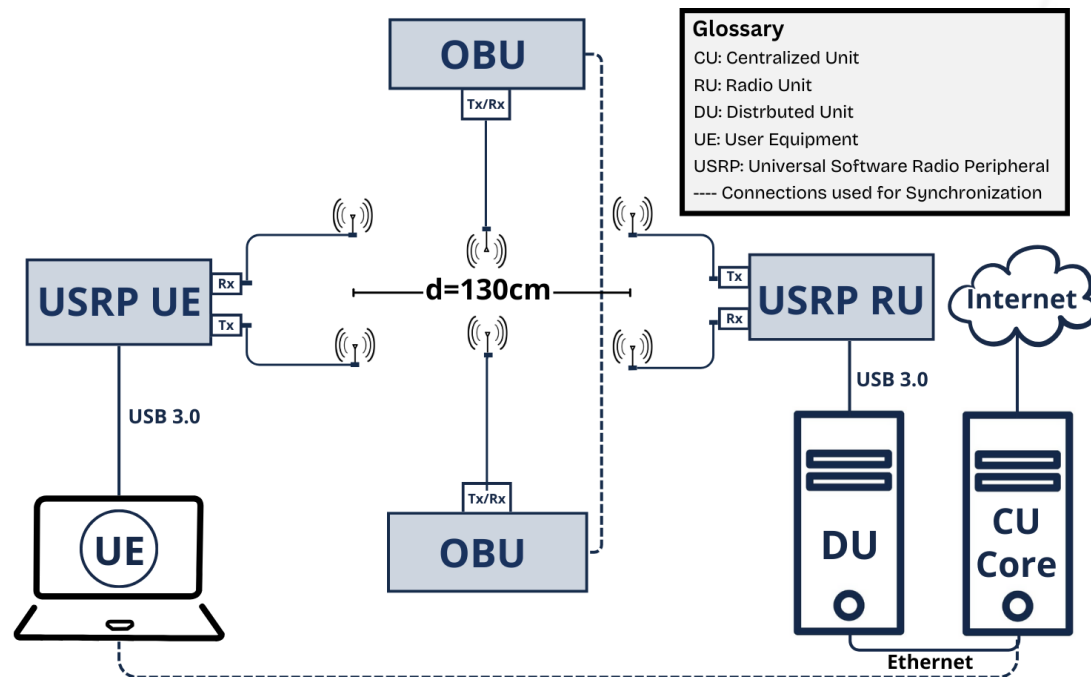 OBU
Tx/Rx
Glossary
CU: Centralized Unit
RU: Radio Unit
DU: Distrbuted Unit
UE: User Equipment
USRP: Universal Software Radio Peripheral
---- Connections used for Synchronization
USRP UE
Rx
Tx
d=130cm
Tx
Rx
USRP RU
Internet
USB 3.0
USB 3.0
UE
Tx/Rx
OBU
DU
CU
Core
Ethernet